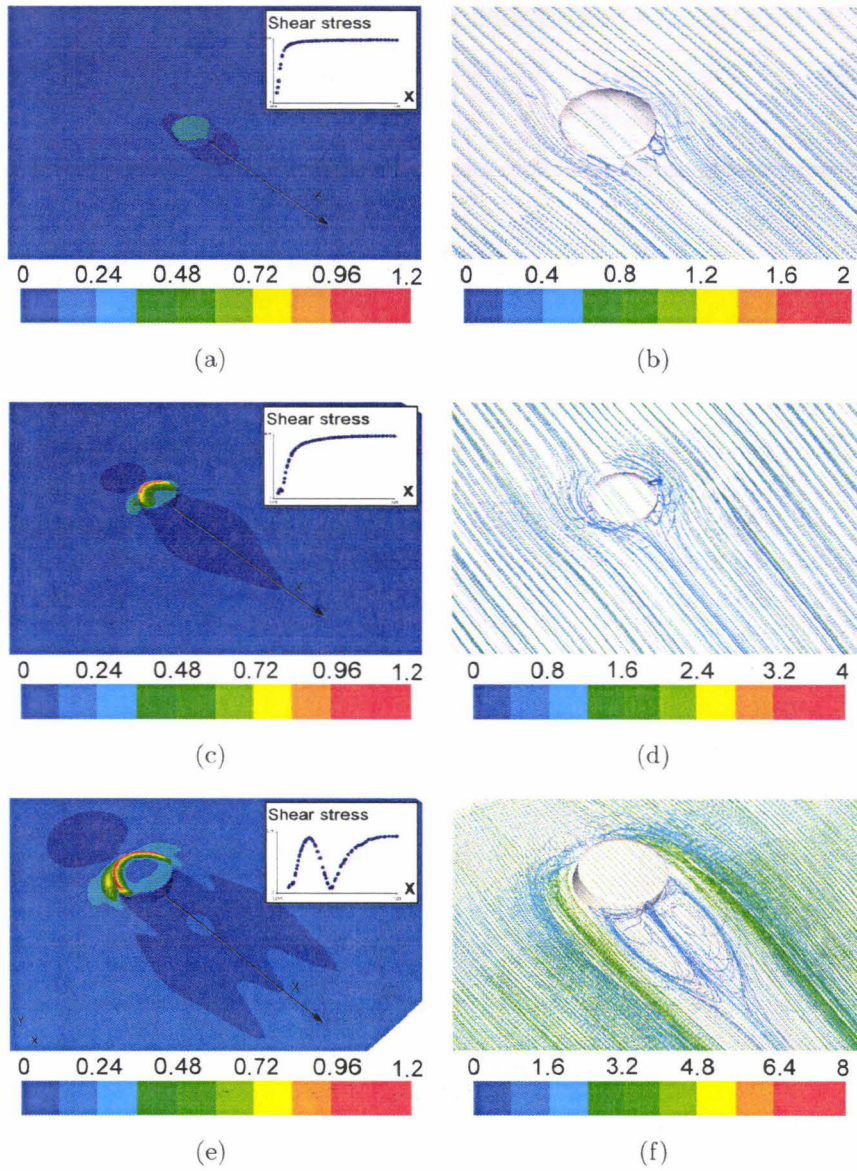 Shear stress
X
X
0 0.24 0.48 0.72 0.96 1.2
0 0.4 0.8 1.2 1.6 2
(a)
(b)
Shear stress
X
X
0 0.24 0.48 0.72 0.96 1.2
0 0.8 1.6 2.4 3.2 4
(c)
(d)
Shear stress
X
X
Y
X
0 0.24 0.48 0.72 0.96 1.2
0 1.6 3.2 4.8 6.4 8
(e)
(f)